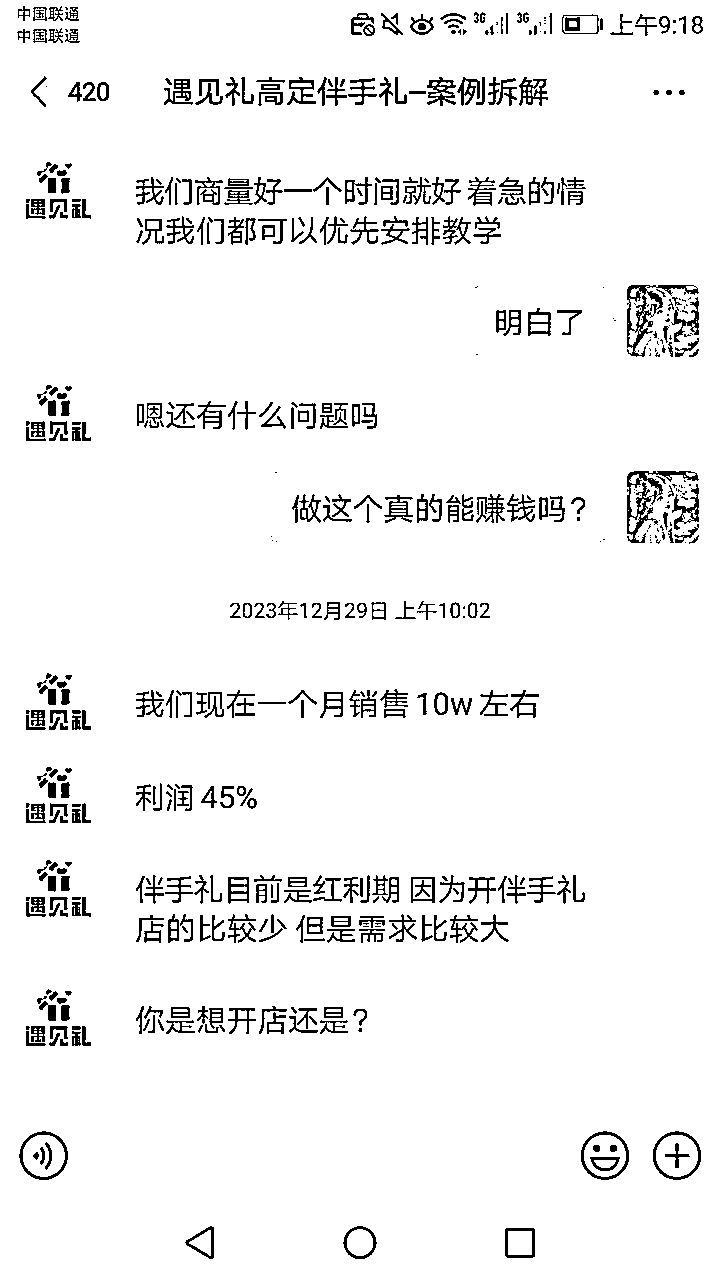 中国联通
中国联通
3G 3G 上午9:18
420 遇见礼高定伴手礼–案例拆解
遇见礼
我们商量好一个时间就好 着急的情
况我们都可以优先安排教学
明白了
遇见礼
嗯还有什么问题吗
做这个真的能赚钱吗?
2023年12月29日 上午10:02
遇见礼
我们现在一个月销售 10w 左右
遇见礼
利润 45%
遇见礼
伴手礼目前是红利期 因为开伴手礼
店的比较少 但是需求比较大
遇见礼
你是想开店还是?